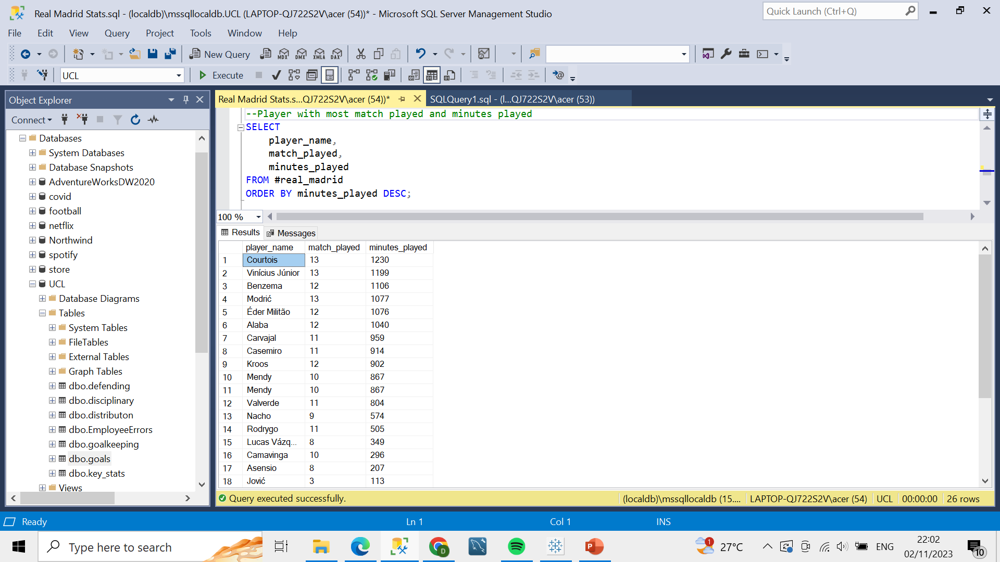 Real Madrid Stats.sql - (localdb)\mssqllocaldb.UCL (LAPTOP-QJ722S2V\acer (54))* - Microsoft SQL Server Management Studio
Quick Launch (Ctrl+Q)
File Edit View Query Project Tools Window Help
New Query MDX DMX XMLA DAX
UCL Execute
Object Explorer
Connect
Databases
System Databases
Database Snapshots
AdventureWorksDW2020
covid
football
netflix
Northwind
spotify
store
UCL
Database Diagrams
Tables
System Tables
FileTables
External Tables
Graph Tables
dbo.defending
dbo.disciplinary
dbo.distributon
dbo.EmployeeErrors
dbo.goalkeeping
dbo.goals
dbo.key_stats
Views
Real Madrid Stats.s...QJ722S2V\acer (54))* SQLQuery1.sql - (l...QJ722S2V\acer (53))
--Player with most match played and minutes played
SELECT
player_name,
match_played,
minutes_played
FROM #real_madrid
ORDER BY minutes_played DESC;
100 %
Results Messages
player_name match_played minutes_played
1 Courtois 13 1230
2 Vinícius Júnior 13 1199
3 Benzema 12 1106
4 Modrić 13 1077
5 Éder Militão 12 1076
6 Alaba 12 1040
7 Carvajal 11 959
8 Casemiro 11 914
9 Kroos 12 902
10 Mendy 10 867
11 Mendy 10 867
12 Valverde 11 804
13 Nacho 9 574
14 Rodrygo 11 505
15 Lucas Vázq... 8 349
16 Camavinga 10 296
17 Asensio 8 207
18 Jović 3 113
Query executed successfully. (localdb)\mssqllocaldb (15.... LAPTOP-QJ722S2V\acer (54) UCL 00:00:00 26 rows
Ready Ln 1 Col 1 INS
Type here to search
D
P
1
27°C
ENG
22:02
02/11/2023
10